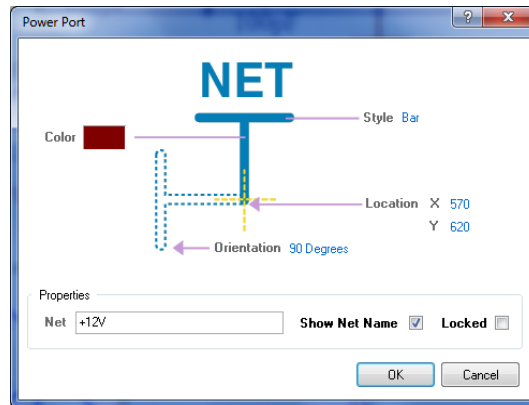 Power Port
NET
Style Bar
Color
Location X 570
Y 620
Orientation 90 Degrees
Properties
Net +12V Show Net Name Locked
OK Cancel